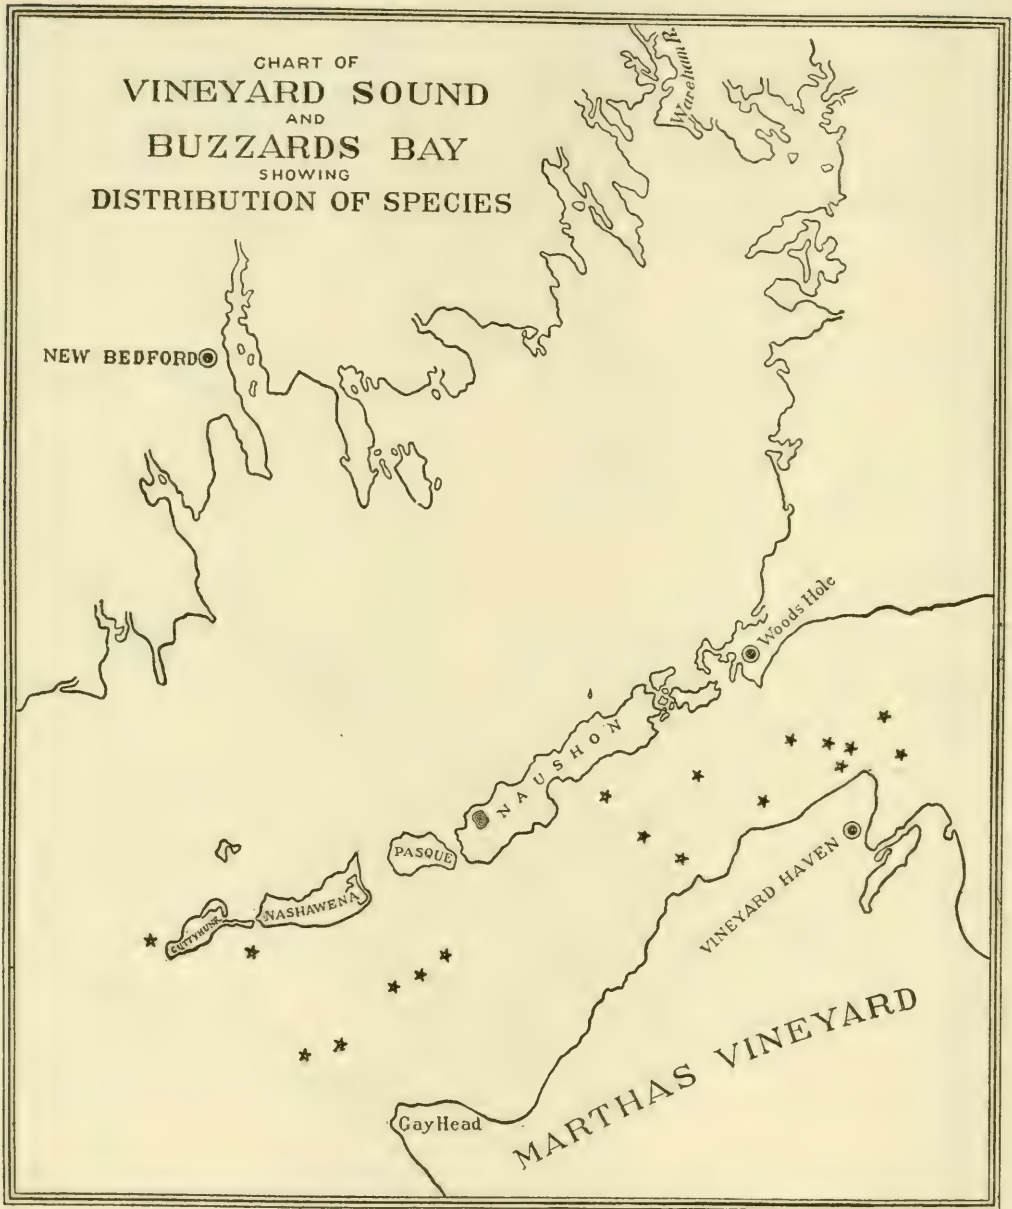 CHART OF
VINEYARD SOUND
AND
BUZZARDS BAY
SHOWING
DISTRIBUTION OF SPECIES
Wareham R.
NEW BEDFORD
Woods Hole
NAUSHON
PASQUE
NASHAWENA
CUTTYHUNK
VINEYARD HAVEN
MARTHAS VINEYARD
Gay Head